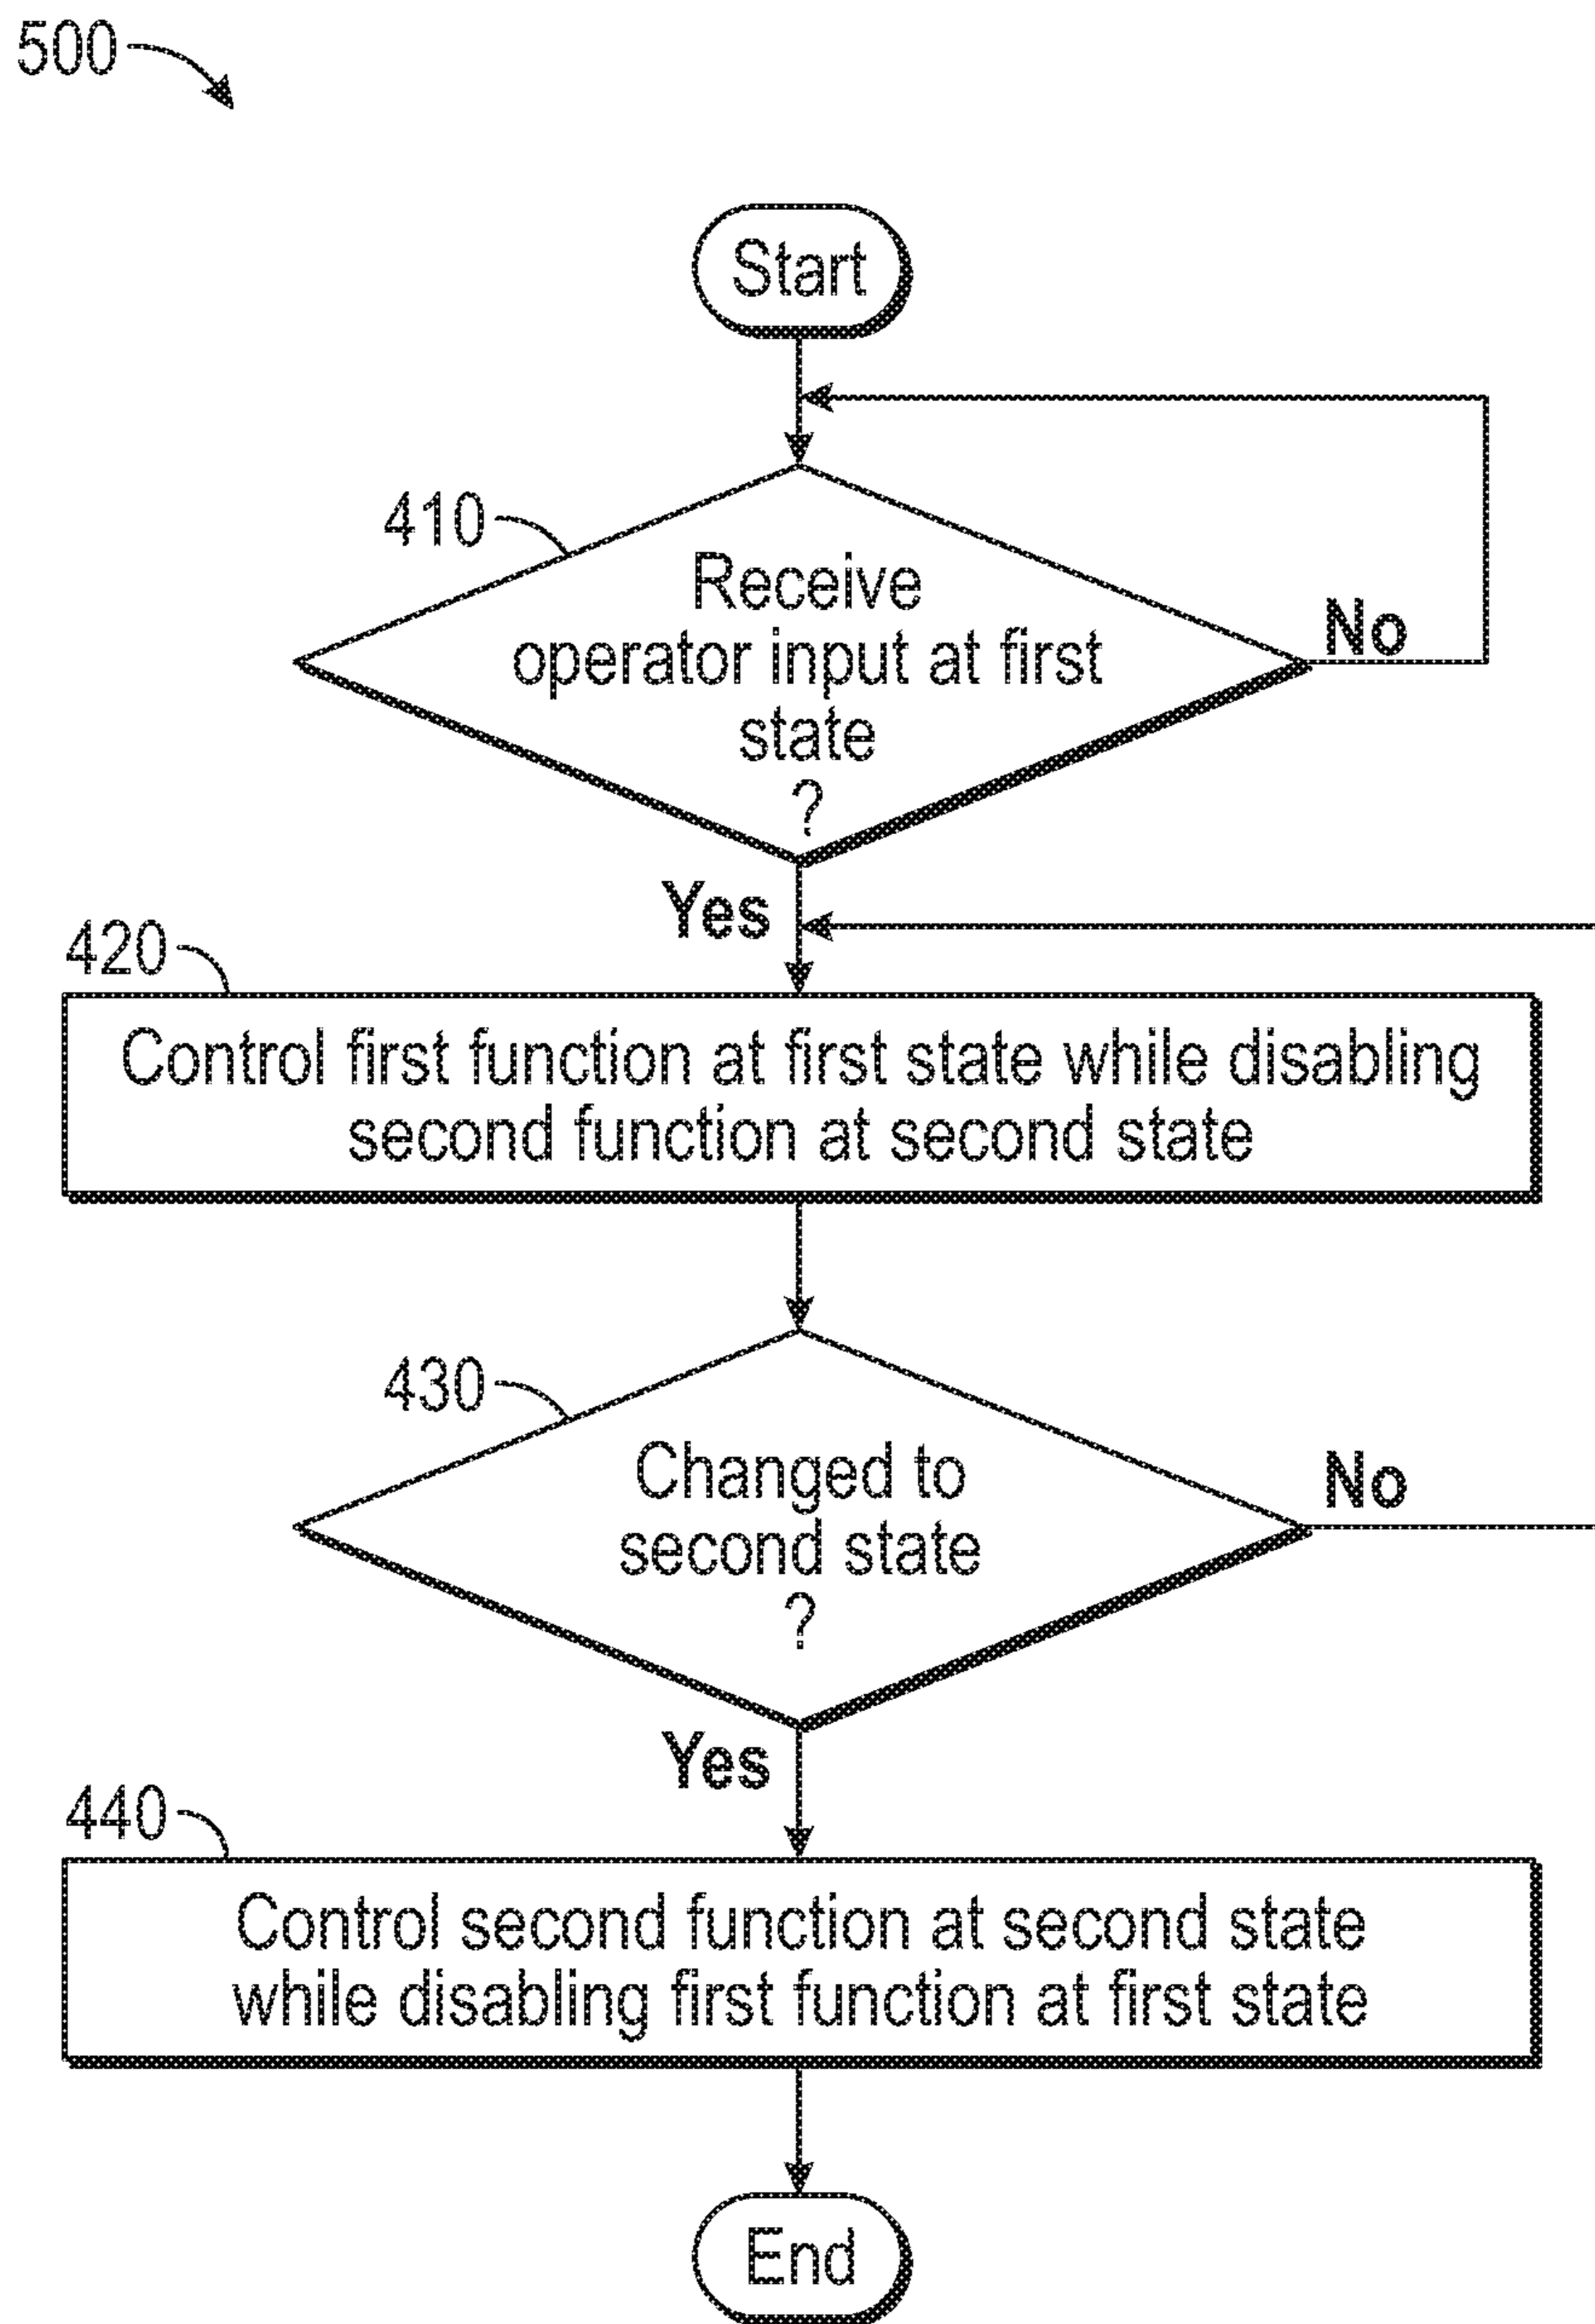 500
Start
410
Receive
operator input at first
state
?
No
Yes
420
Control first function at first state while disabling
second function at second state
430
Changed to
second state
?
No
Yes
440
Control second function at second state
while disabling first function at first state
End